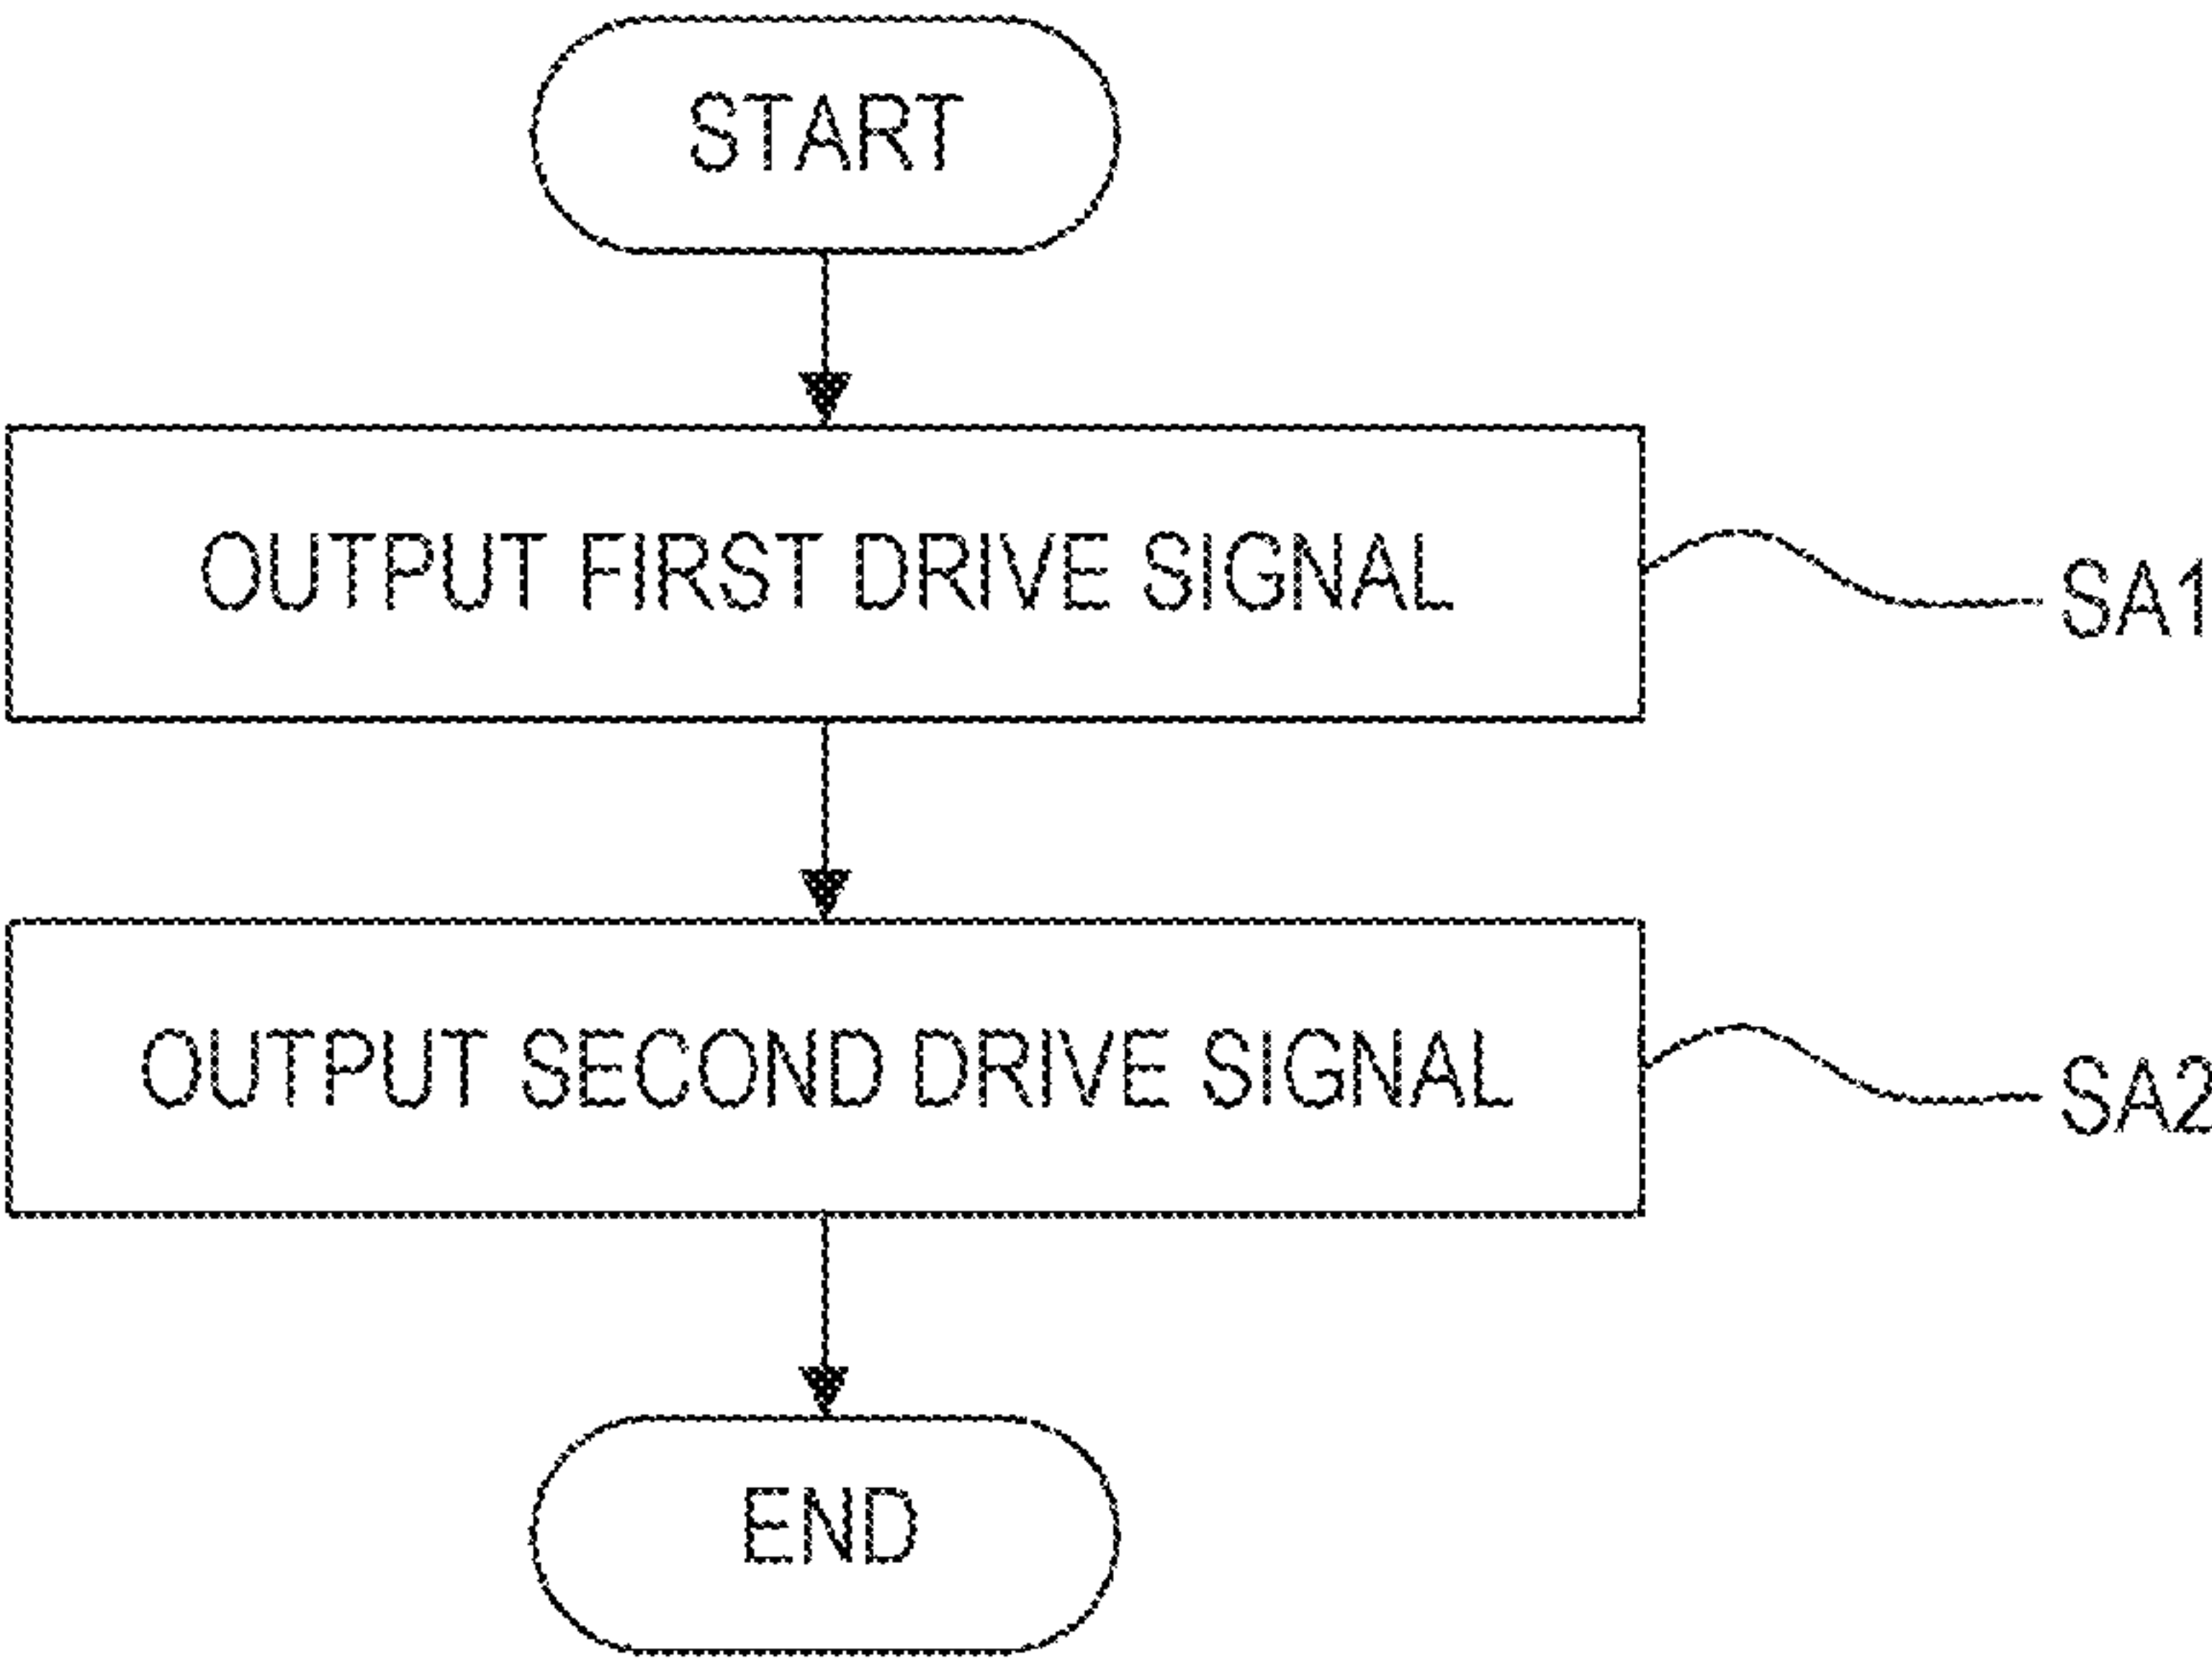 START
OUTPUT FIRST DRIVE SIGNAL
SA1
OUTPUT SECOND DRIVE SIGNAL
SA2
END